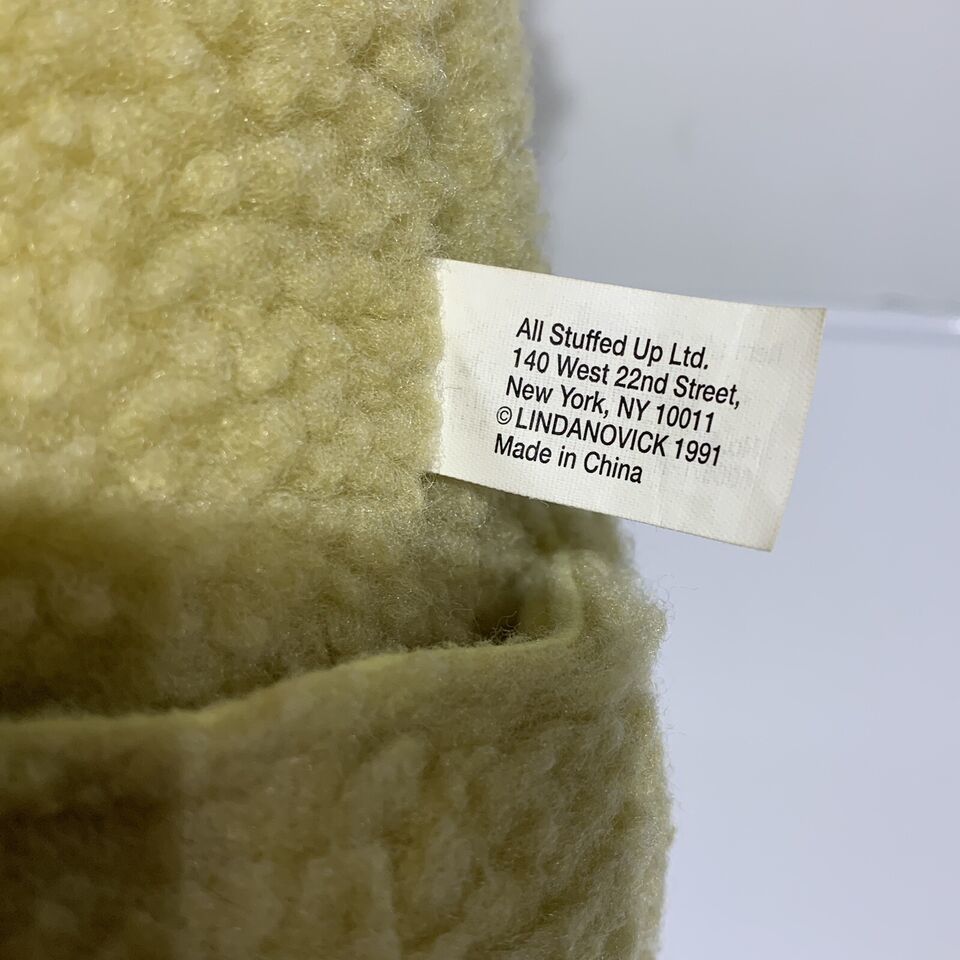 All Stuffed Up Ltd.
140 West 22nd Street,
New York, NY 10011
© LINDANOVICK 1991
Made in China